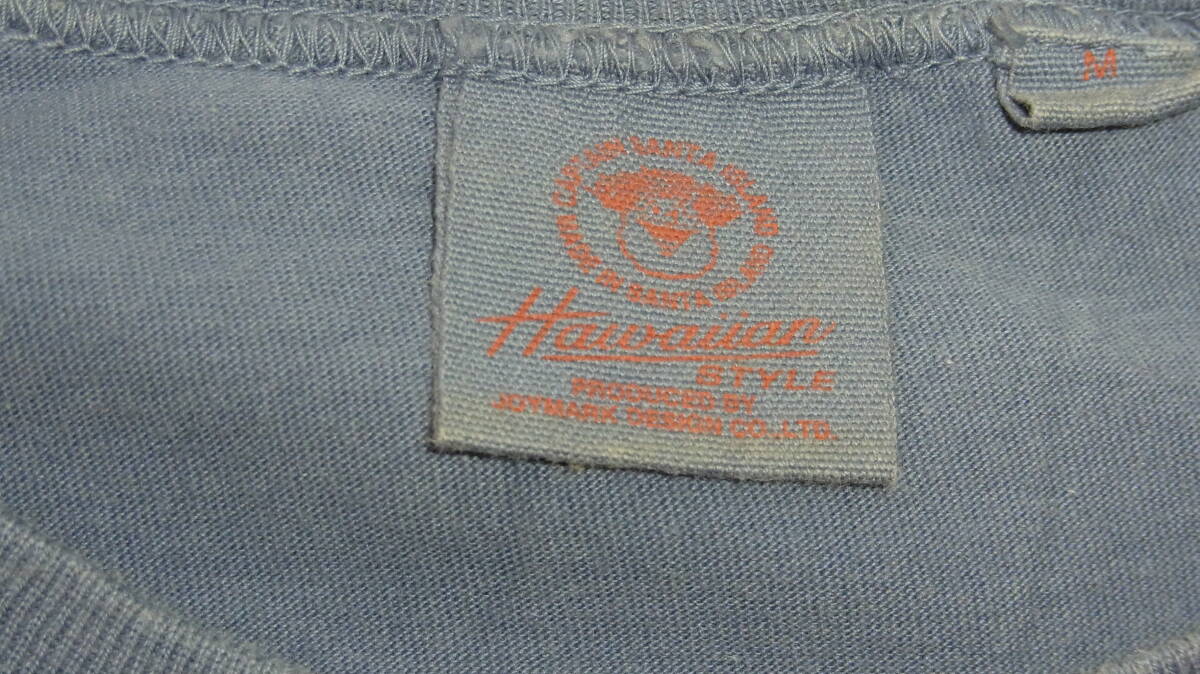 M
CAPTAIN SANTA ISLAND
MADE IN SANTA ISLAND
Hawaiian
STYLE
PRODUCED BY
JOYMARK DESIGN CO.,LTD.